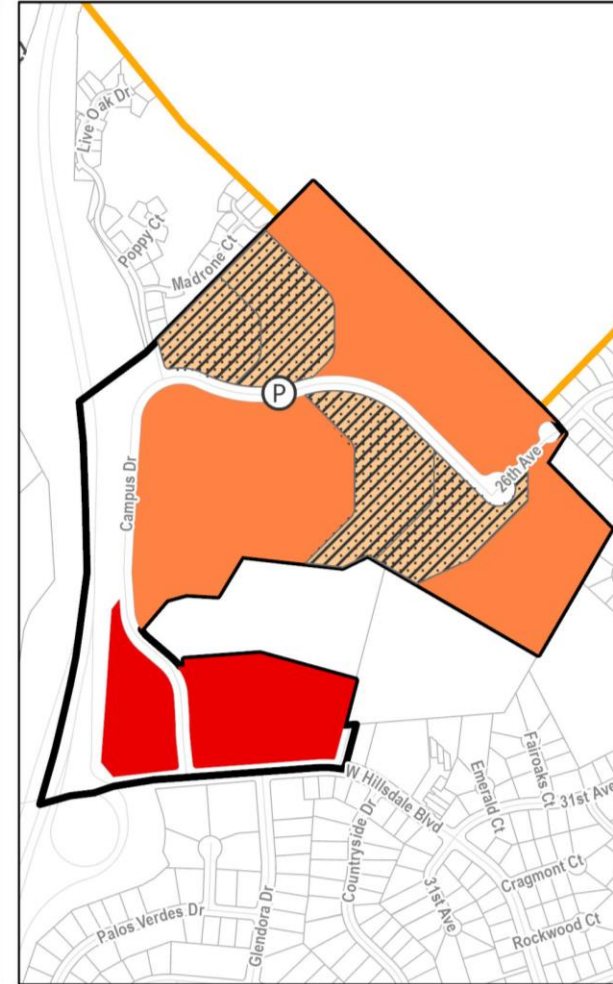 Live Oak Dr
Poppy Ct
Madrone Ct
P
26th Ave
Campus Dr
W Hillsdale Blvd
Fairoaks Ct
Emerald Ct
31st Ave
Countryside Dr
Cragmont Ct
31st Ave
Glendora Dr
Palos Verdes Dr
Rockwood Ct